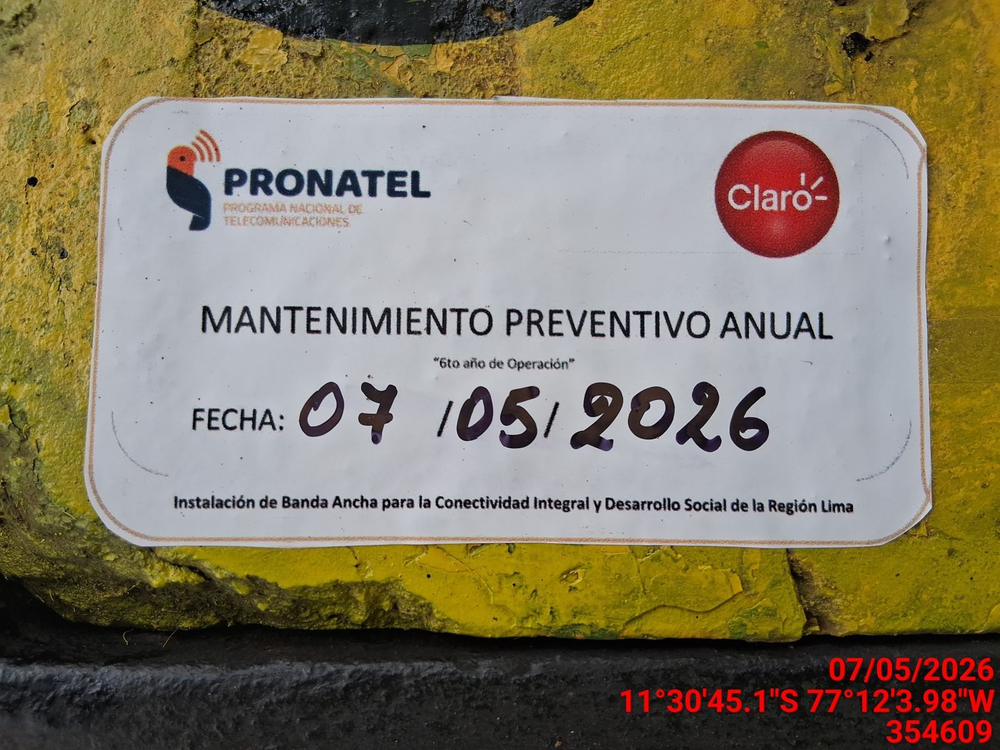 PRONATEL
PROGRAMA NACIONAL DE
TELECOMUNICACIONES
Claro
MANTENIMIENTO PREVENTIVO ANUAL
"6to año de Operación"
FECHA: 07 /05/ 2026
Instalación de Banda Ancha para la Conectividad Integral y Desarrollo Social de la Región Lima
07/05/2026
11°30'45.1"S 77°12'3.98"W
354609